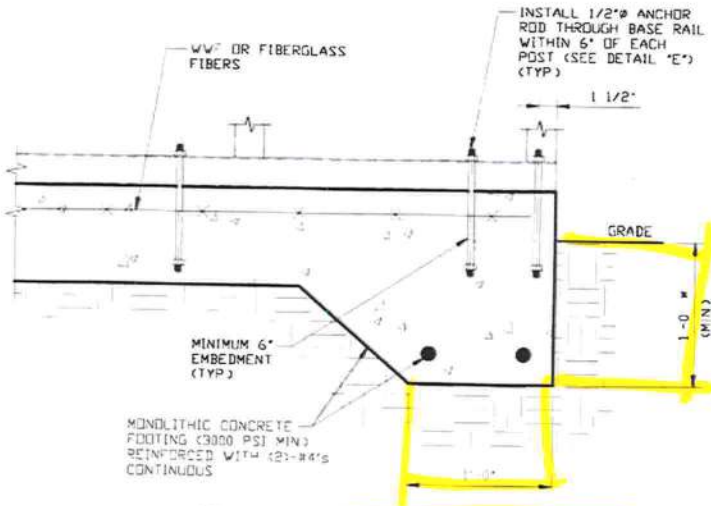 INSTALL 1/2"ø ANCHOR
ROD THROUGH BASE RAIL
WITHIN 6" OF EACH
POST (SEE DETAIL "E")
(TYP)
WWF OR FIBERGLASS
FIBERS
1 1/2"
GRADE
1'-0" *
(MIN)
MINIMUM 6"
EMBEDMENT
(TYP)
MONOLITHIC CONCRETE
FOOTING (3000 PSI MIN)
REINFORCED WITH (2)-#4's
CONTINUOUS
1'-0"